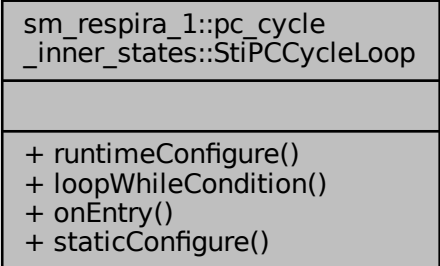 sm_respira_1::pc_cycle
_inner_states::StiPCCycleLoop
+ runtimeConfigure()
+ loopWhileCondition()
+ onEntry()
+ staticConfigure()